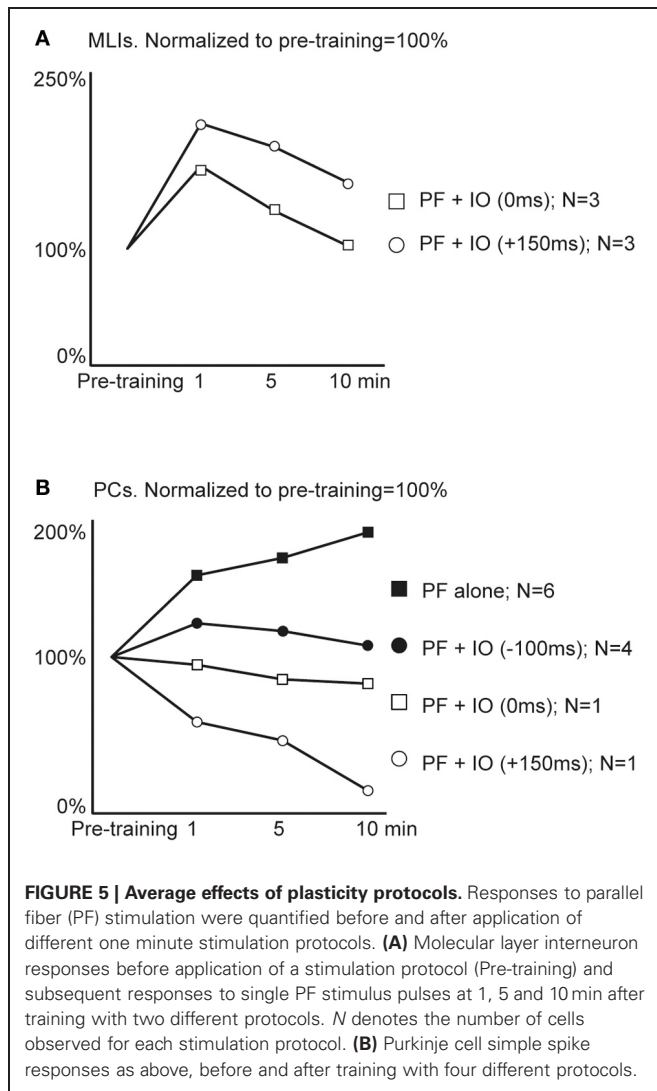 A MLIs. Normalized to pre-training=100%
250%
PF + IO (0ms); N=3
PF + IO (+150ms); N=3
100%
0%
Pre-training 1 5 10 min
B PCs. Normalized to pre-training=100%
200%
PF alone; N=6
PF + IO (-100ms); N=4
100%
PF + IO (0ms); N=1
PF + IO (+150ms); N=1
0%
Pre-training 1 5 10 min
FIGURE 5 | Average effects of plasticity protocols. Responses to parallel
fiber (PF) stimulation were quantified before and after application of
different one minute stimulation protocols. (A) Molecular layer interneuron
responses before application of a stimulation protocol (Pre-training) and
subsequent responses to single PF stimulus pulses at 1, 5 and 10 min after
training with two different protocols. N denotes the number of cells
observed for each stimulation protocol. (B) Purkinje cell simple spike
responses as above, before and after training with four different protocols.